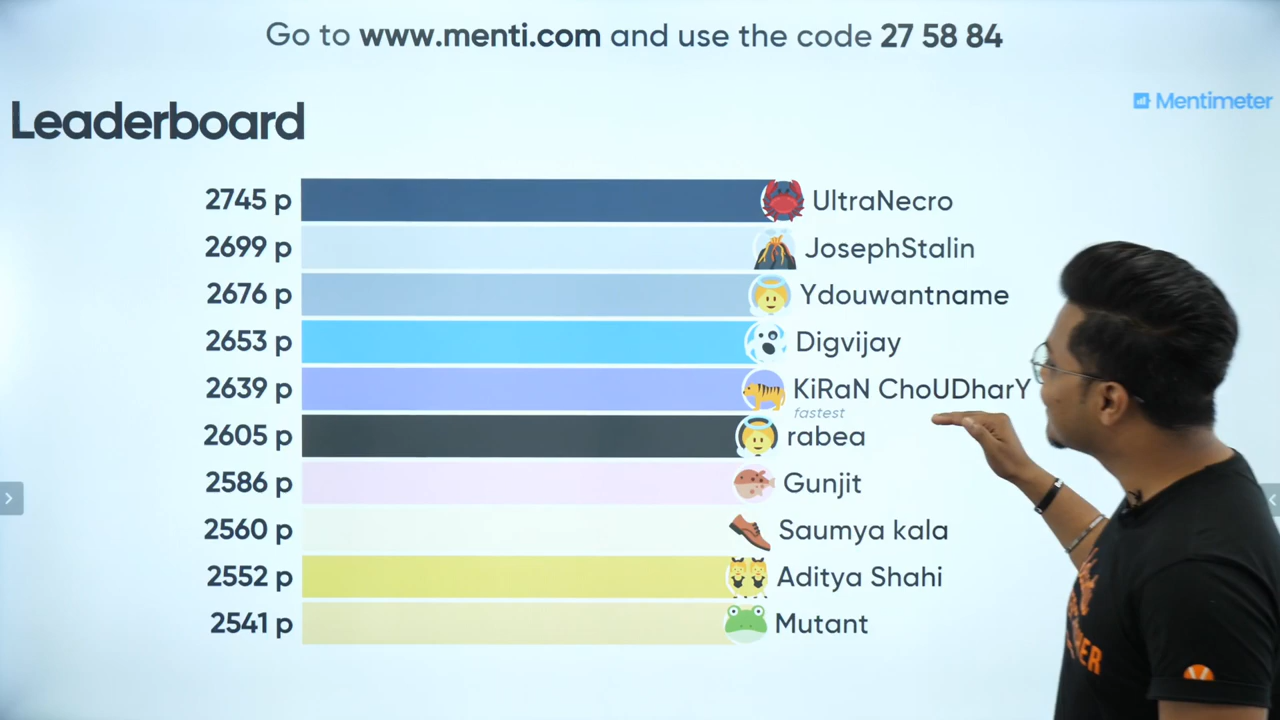 Go to www.menti.com and use the code 27 58 84
Mentimeter
Leaderboard
2745 p UltraNecro
2699 p JosephStalin
2676 p Ydouwantname
2653 p Digvijay
2639 p KiRaN ChoUDharY
fastest
2605 p rabea
2586 p Gunjit
2560 p Saumya kala
2552 p Aditya Shahi
2541 p Mutant